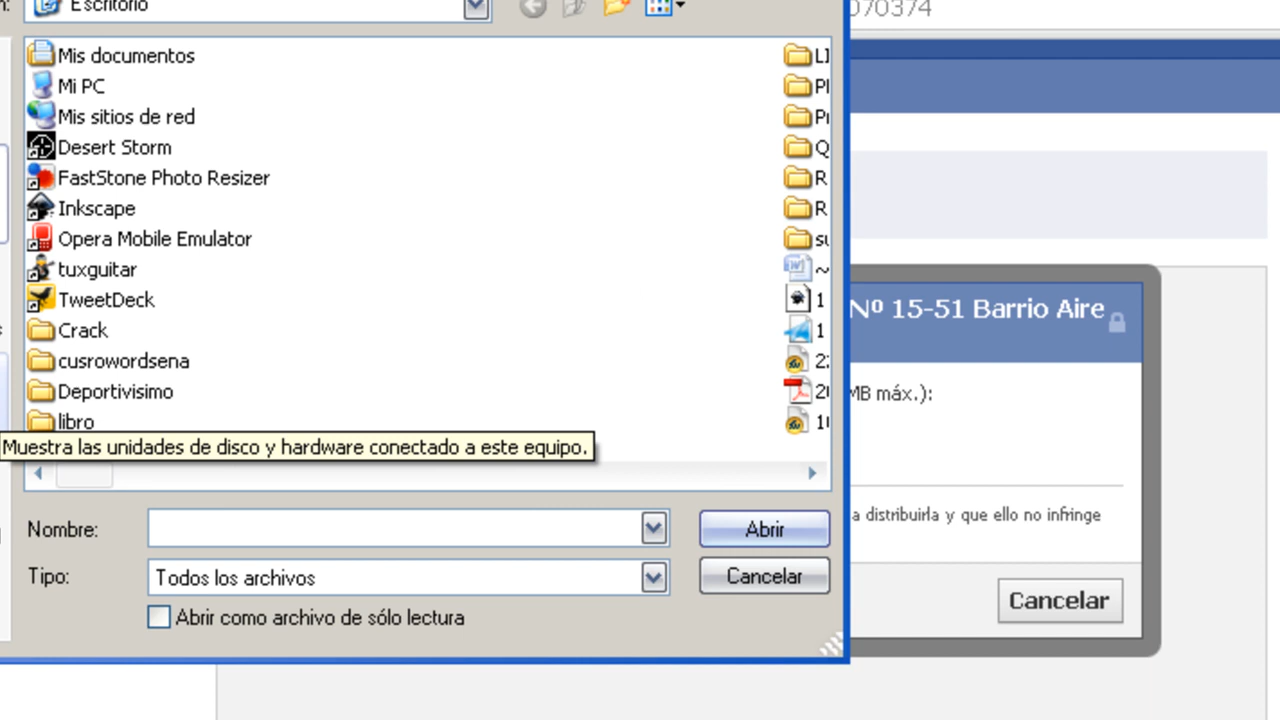 Escritorio
070374
Mis documentos
Mi PC
Mis sitios de red
Desert Storm
FastStone Photo Resizer
Inkscape
Opera Mobile Emulator
tuxguitar
TweetDeck
Crack
cusrowordsena
Deportivisimo
libro
Muestra las unidades de disco y hardware conectado a este equipo.
Nº 15-51 Barrio Aire
MB máx.):
a distribuirla y que ello no infringe
Cancelar
Nombre:
Abrir
Tipo:
Todos los archivos
Cancelar
Abrir como archivo de sólo lectura